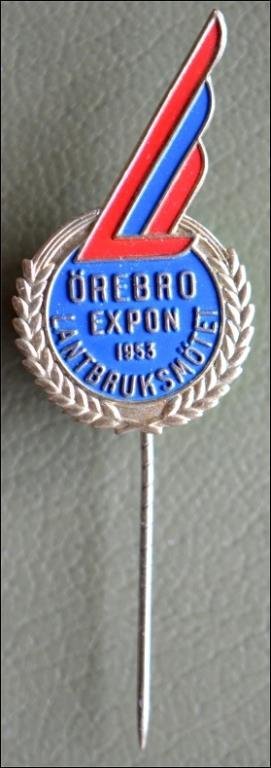 ÖREBRO
EXPON
1953
LANTBRUKSMÖTET